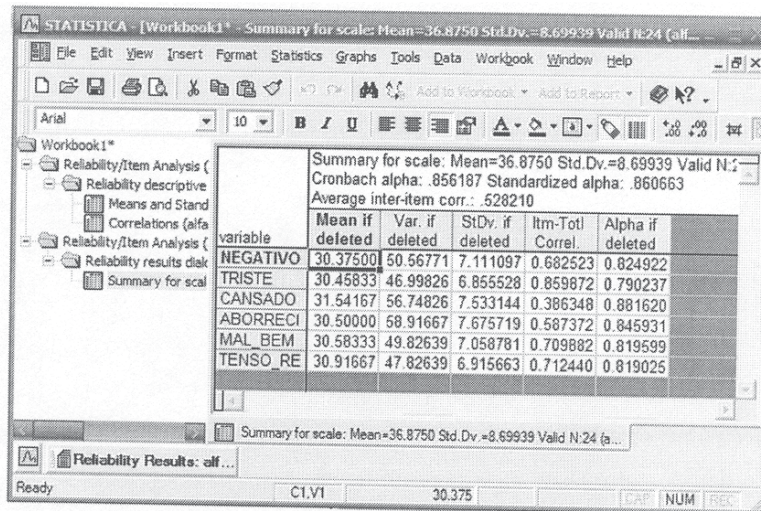 STATISTICA - [Workbook1* - Summary for scale: Mean=36.8750 Std.Dv.=8.69939 Valid N:24 (alf...
File Edit View Insert Format Statistics Graphs Tools Data Workbook Window Help
Add to Workbook Add to Report
Arial 10 B I U
Workbook1*
Reliability/Item Analysis (
Reliability descriptive
Means and Stand
Correlations (alfa
Reliability/Item Analysis (
Reliability results dialo
Summary for scal
Summary for scale: Mean=36.8750 Std.Dv.=8.69939 Valid N:2
Cronbach alpha: .856187 Standardized alpha: .860663
Average inter-item corr.: .528210
variable Mean if deleted Var. if deleted StDv. if deleted Itm-Totl Correl. Alpha if deleted
NEGATIVO 30.37500 50.56771 7.111097 0.682523 0.824922
TRISTE 30.45833 46.99826 6.855528 0.859872 0.790237
CANSADO 31.54167 56.74826 7.533144 0.386348 0.881620
ABORRECI 30.50000 58.91667 7.675719 0.587372 0.845931
MAL_BEM 30.58333 49.82639 7.058781 0.709882 0.819599
TENSO_RE 30.91667 47.82639 6.915663 0.712440 0.819025
Summary for scale: Mean=36.8750 Std.Dv.=8.69939 Valid N:24 (a...
Reliability Results: alf...
Ready C1,V1 30.375 CAP NUM REC